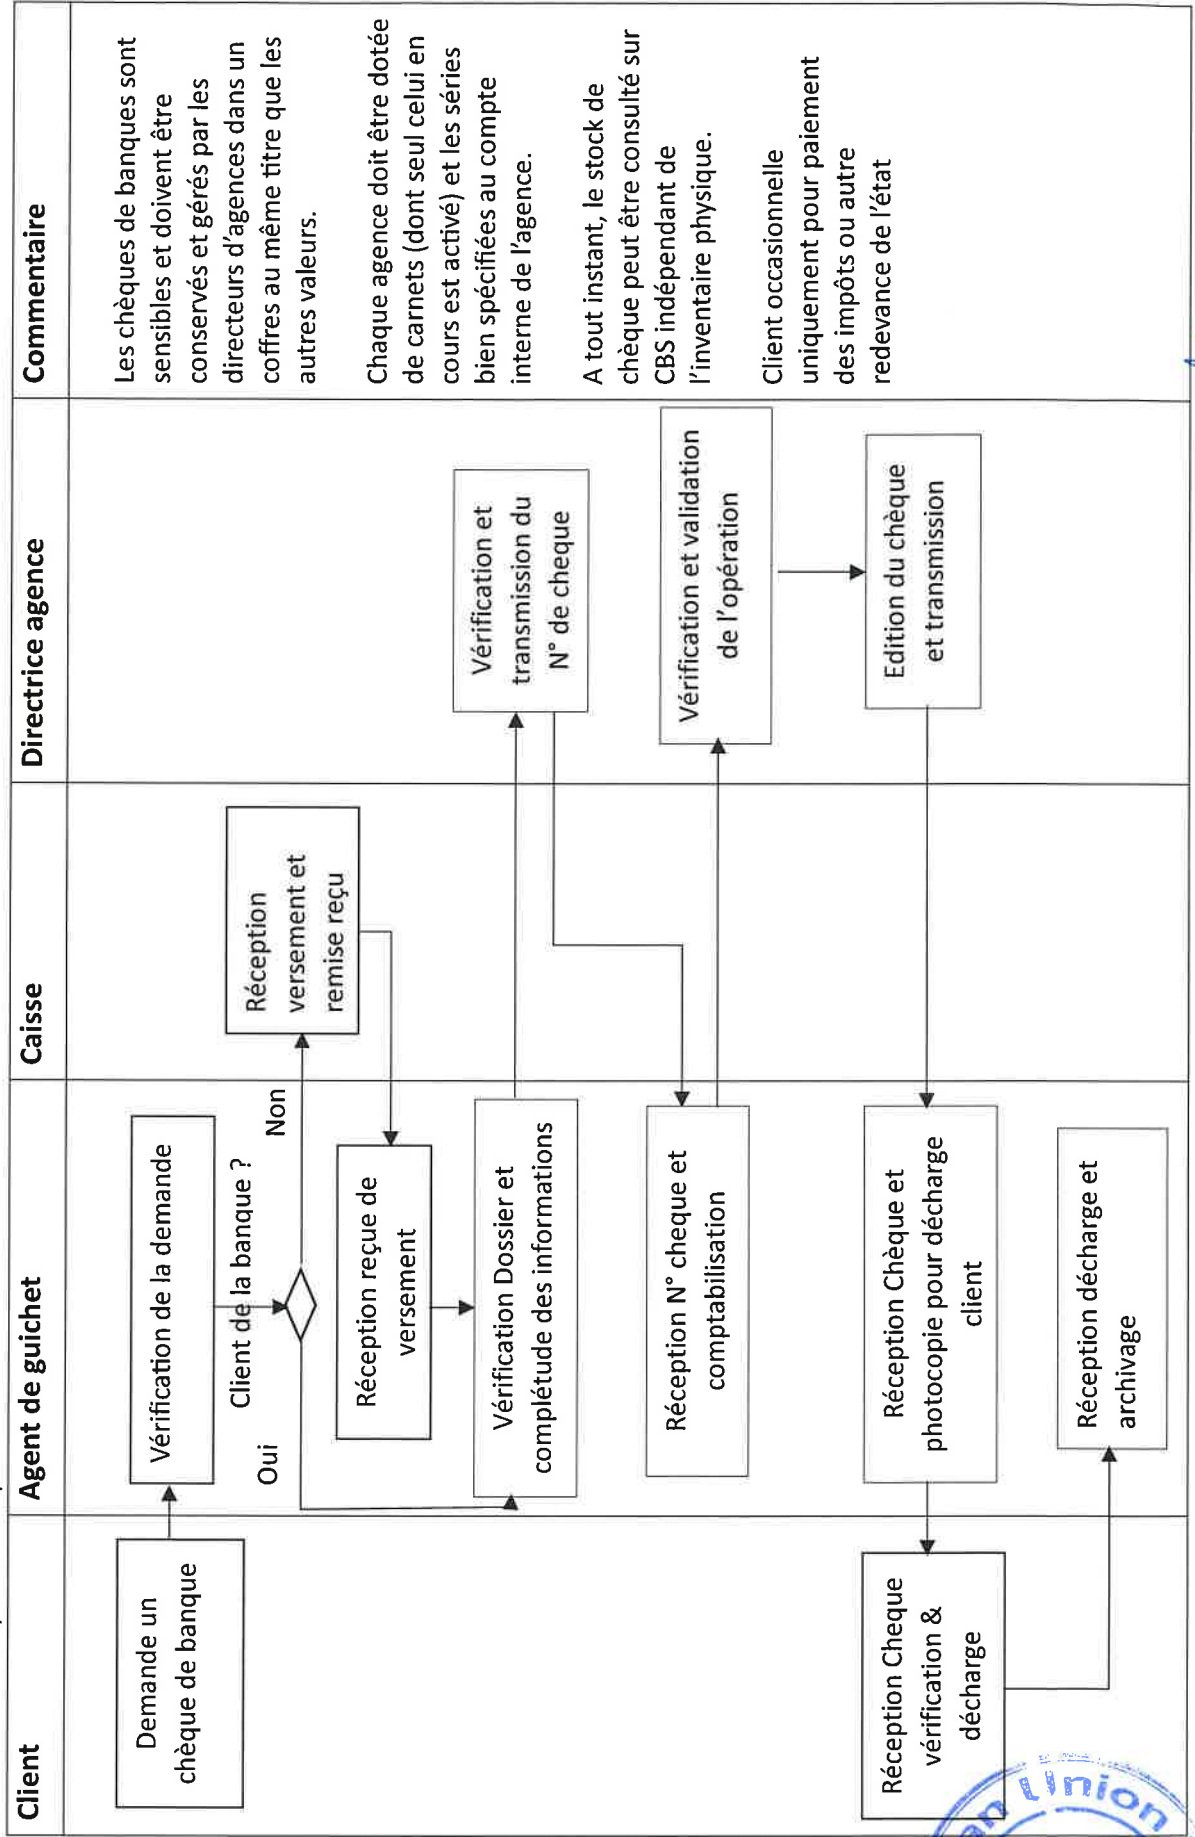 Client
Agent de guichet
Caisse
Directrice agence
Commentaire
Demande un
chèque de banque
Vérification de la demande
Client de la banque ?
Oui
Non
Réception
versement et
remise reçu
Réception reçue de
versement
Vérification Dossier et
complétude des informations
Vérification et
transmission du
N° de cheque
Réception N° cheque et
comptabilisation
Vérification et validation
de l'opération
Edition du chèque
et transmission
Réception Chèque et
photocopie pour décharge
client
Réception Cheque
vérification &
décharge
Réception décharge et
archivage
Les chèques de banques sont
sensibles et doivent être
conservés et gérés par les
directeurs d'agences dans un
coffres au même titre que les
autres valeurs.
Chaque agence doit être dotée
de carnets (dont seul celui en
cours est activé) et les séries
bien spécifiées au compte
interne de l'agence.
A tout instant, le stock de
chèque peut être consulté sur
CBS indépendant de
l'inventaire physique.
Client occasionnelle
uniquement pour paiement
des impôts ou autre
redevance de l'état
Union